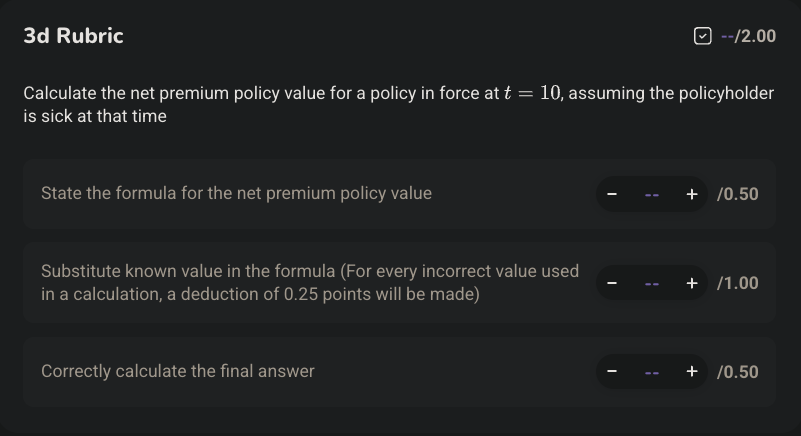 3d Rubric
--/2.00
Calculate the net premium policy value for a policy in force at t = 10, assuming the policyholder
is sick at that time
State the formula for the net premium policy value
− -- + /0.50
Substitute known value in the formula (For every incorrect value used
in a calculation, a deduction of 0.25 points will be made)
− -- + /1.00
Correctly calculate the final answer
− -- + /0.50